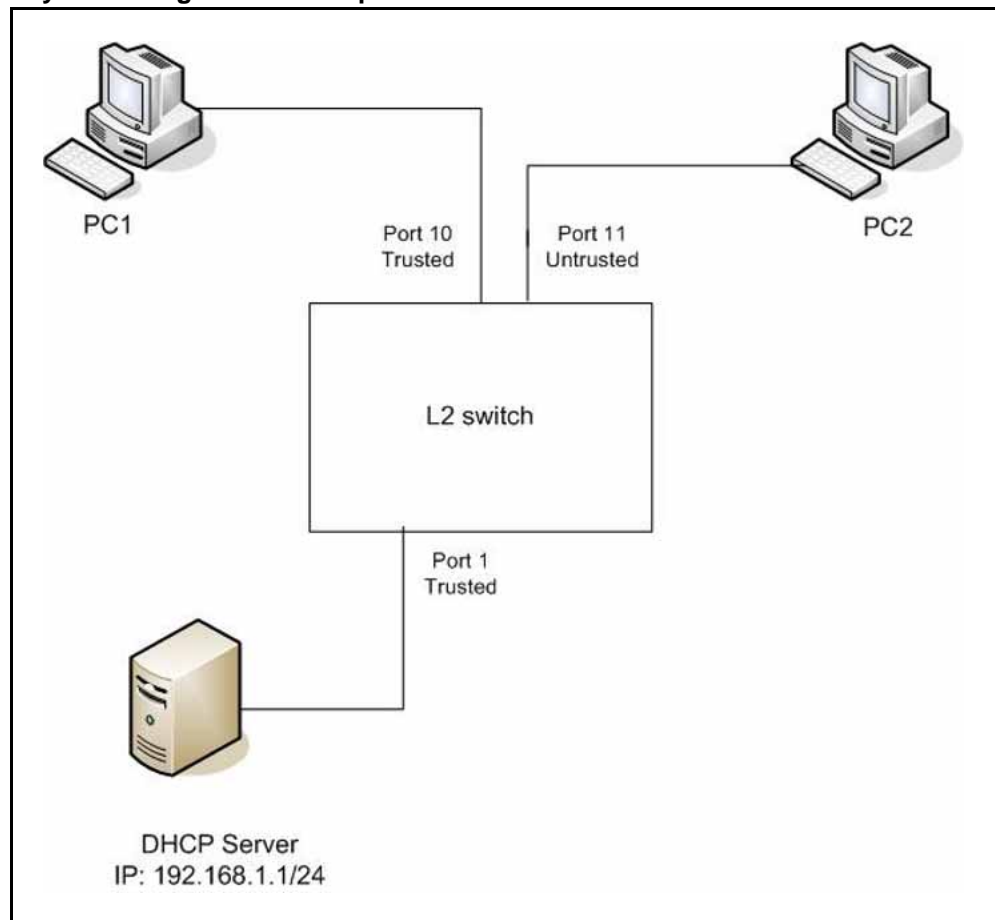 PC1
PC2
Port 10
Trusted
Port 11
Untrusted
L2 switch
Port 1
Trusted
DHCP Server
IP: 192.168.1.1/24